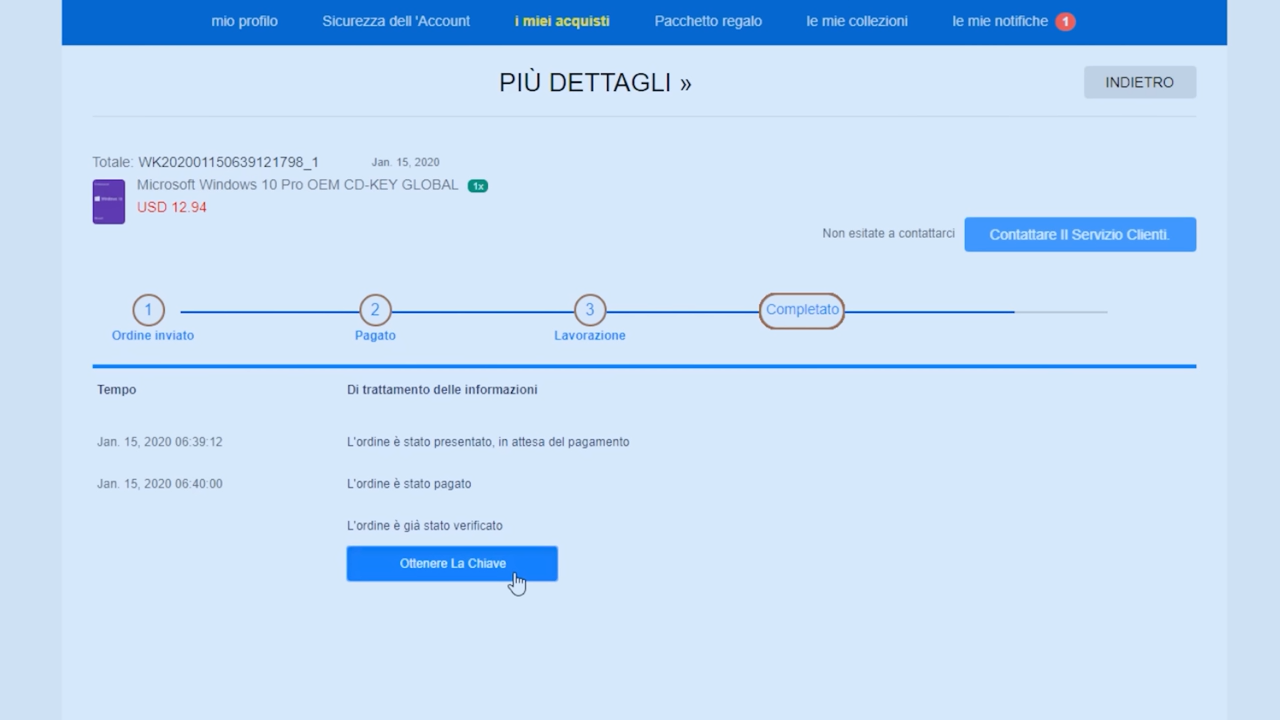 mio profilo Sicurezza dell 'Account i miei acquisti Pacchetto regalo le mie collezioni le mie notifiche 1
PIÙ DETTAGLI »
INDIETRO
Totale: WK202001150639121798_1 Jan. 15, 2020
Microsoft Windows 10 Pro OEM CD-KEY GLOBAL 1x
USD 12.94
Non esitate a contattarci
Contattare Il Servizio Clienti.
1 2 3 Completato
Ordine inviato Pagato Lavorazione
Tempo Di trattamento delle informazioni
Jan. 15, 2020 06:39:12 L'ordine è stato presentato, in attesa del pagamento
Jan. 15, 2020 06:40:00 L'ordine è stato pagato
L'ordine è già stato verificato
Ottenere La Chiave